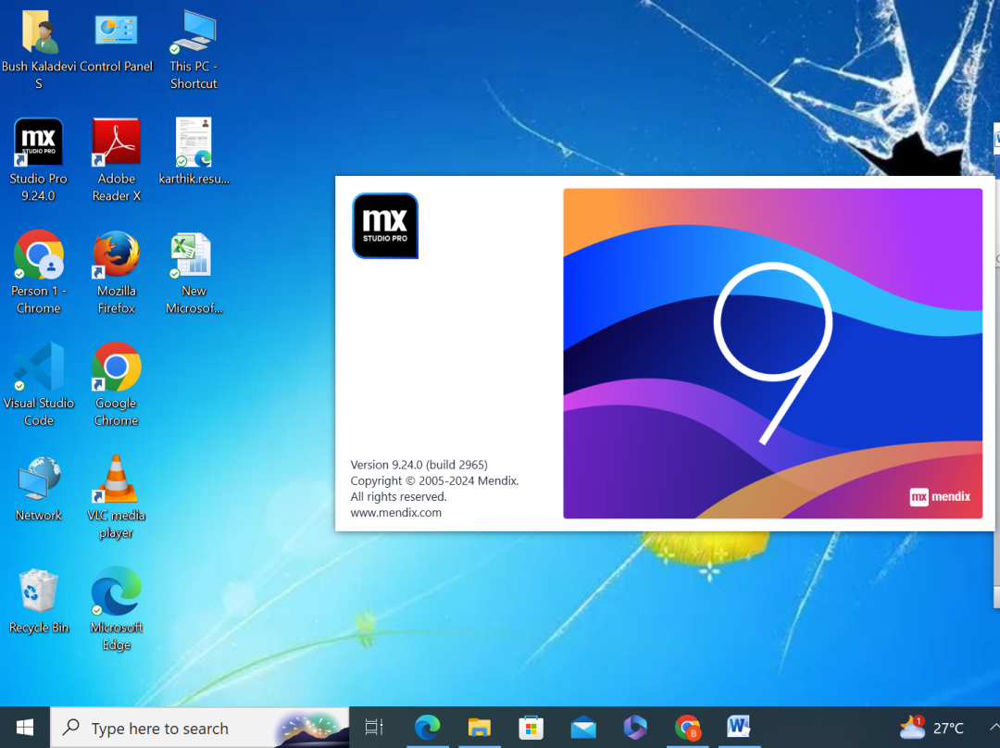 Bush Kaladevi
S
Control Panel
This PC -
Shortcut
mx
STUDIO PRO
Studio Pro
9.24.0
Adobe
Reader X
karthik.resu...
Person 1 -
Chrome
Mozilla
Firefox
New
Microsof...
Visual Studio
Code
Google
Chrome
Network
VLC media
player
Recycle Bin
Microsoft
Edge
mx
STUDIO PRO
9
Version 9.24.0 (build 2965)
Copyright © 2005-2024 Mendix.
All rights reserved.
www.mendix.com
mx mendix
Type here to search
B
W
1
27°C